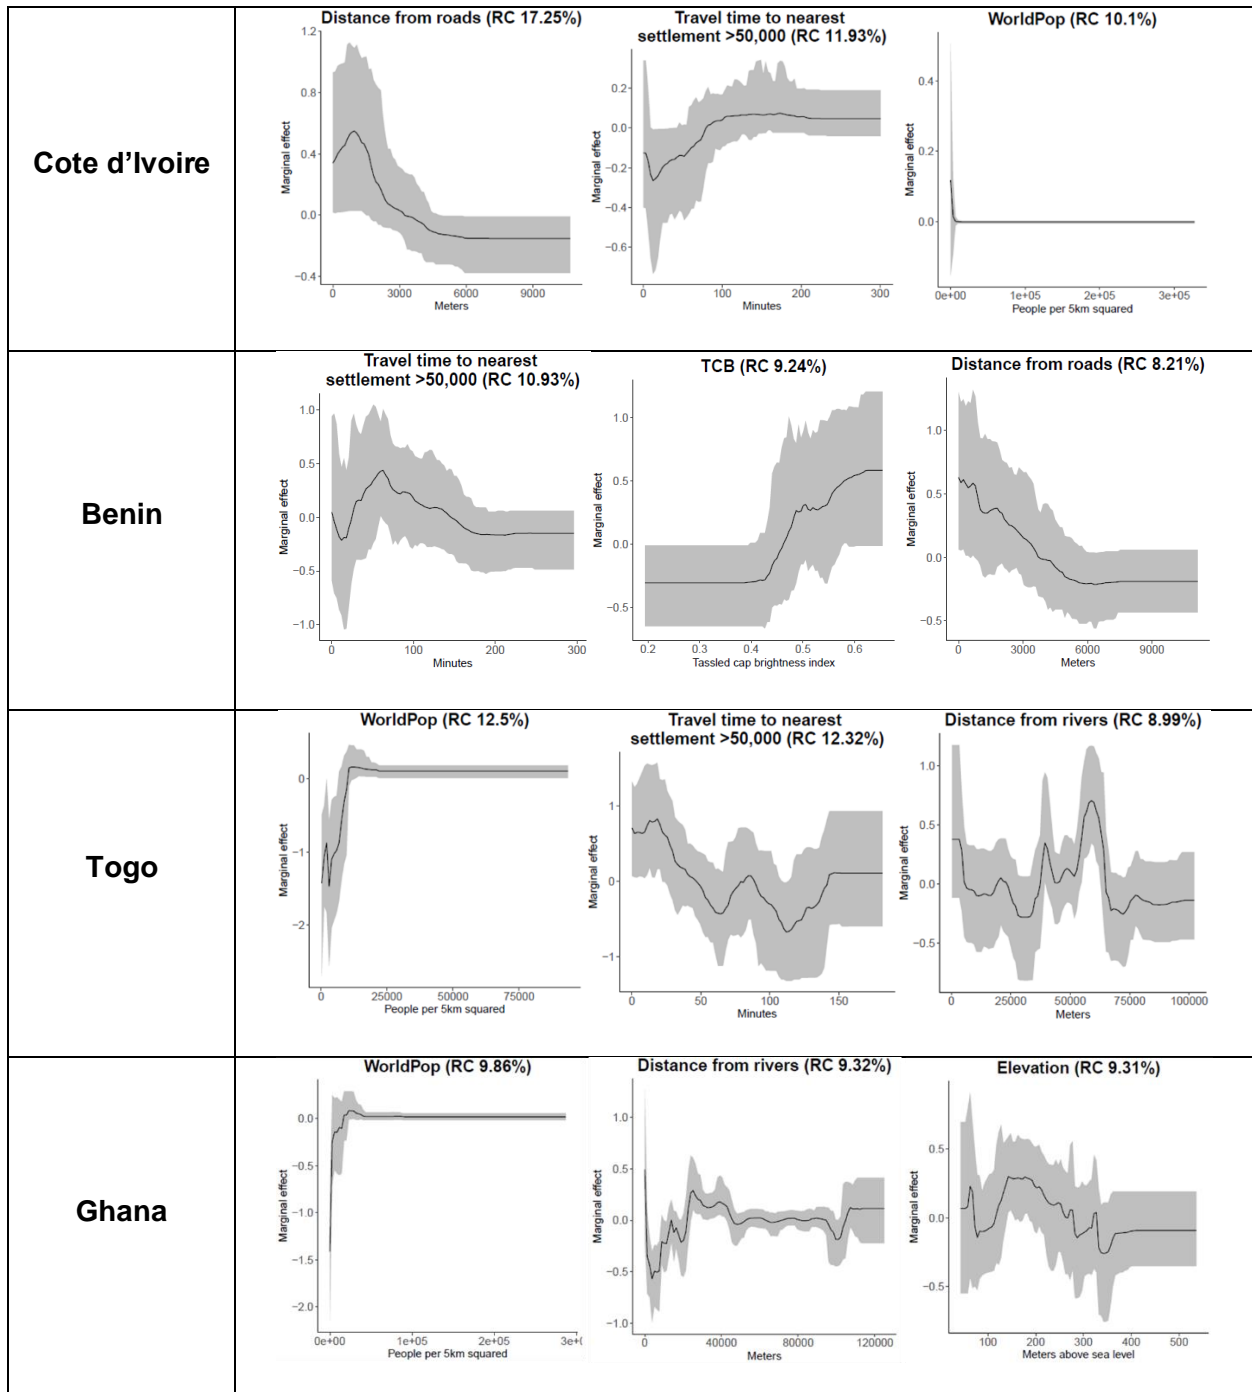 Cote d'Ivoire
Distance from roads (RC 17.25%)
Marginal effect
1.2
0.8
0.4
0.0
−0.4
0
3000
6000
9000
Meters
Travel time to nearest
settlement >50,000 (RC 11.93%)
Marginal effect
0.2
0.0
−0.2
−0.4
−0.6
0
100
200
300
Minutes
WorldPop (RC 10.1%)
Marginal effect
0.4
0.2
0.0
0e+00
1e+05
2e+05
3e+05
People per 5km squared
Benin
Travel time to nearest
settlement >50,000 (RC 10.93%)
Marginal effect
1.0
0.5
0.0
−0.5
−1.0
0
100
200
300
Minutes
TCB (RC 9.24%)
Marginal effect
1.0
0.5
0.0
−0.5
0.2
0.3
0.4
0.5
0.6
Tassled cap brightness index
Distance from roads (RC 8.21%)
Marginal effect
1.0
0.5
0.0
−0.5
0
3000
6000
9000
Meters
Togo
WorldPop (RC 12.5%)
Marginal effect
0
−1
−2
0
25000
50000
75000
People per 5km squared
Travel time to nearest
settlement >50,000 (RC 12.32%)
Marginal effect
1
0
−1
0
50
100
150
Minutes
Distance from rivers (RC 8.99%)
Marginal effect
1.0
0.5
0.0
−0.5
0
25000
50000
75000
100000
Meters
Ghana
WorldPop (RC 9.86%)
Marginal effect
0.0
−0.5
−1.0
−1.5
−2.0
0e+00
1e+05
2e+05
People per 5km squared
Distance from rivers (RC 9.32%)
Marginal effect
1.0
0.5
0.0
−0.5
−1.0
0
40000
80000
120000
Meters
Elevation (RC 9.31%)
Marginal effect
0.5
0.0
−0.5
100
200
300
400
500
Meters above sea level